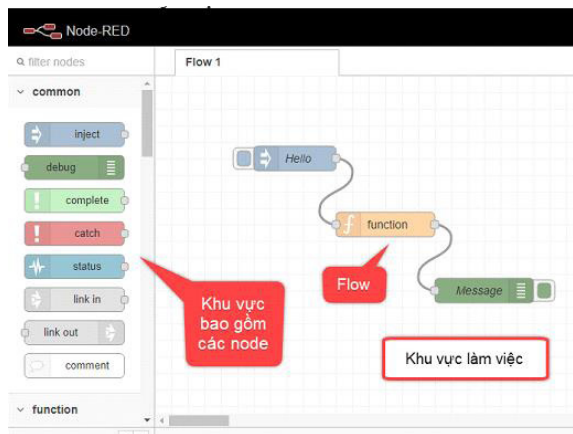 Node-RED
filter nodes
Flow 1
common
inject
debug
complete
catch
status
link in
link out
comment
function
Hello
function
Message
Flow
Khu vực
bao gồm
các node
Khu vực làm việc